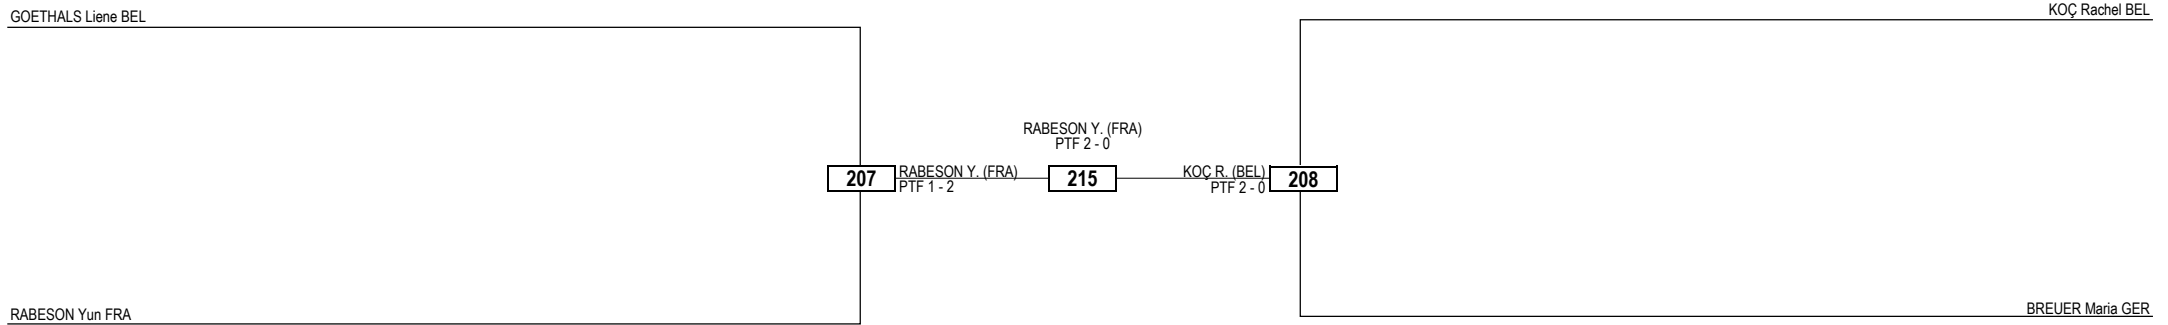 GOETHALS Liene BEL
KOÇ Rachel BEL
RABESON Y. (FRA)
PTF 2 - 0
207
RABESON Y. (FRA)
PTF 1 - 2
215
KOÇ R. (BEL)
PTF 2 - 0
208
RABESON Yun FRA
BREUER Maria GER